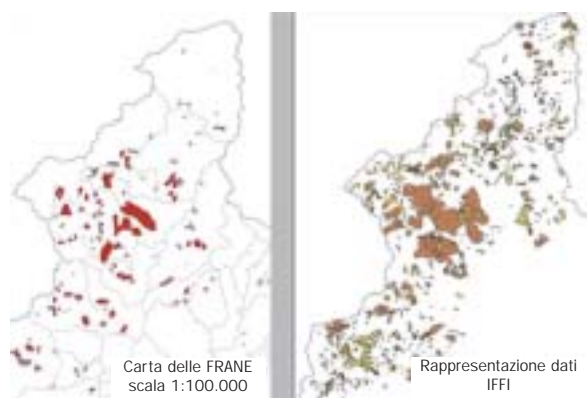 Carta delle FRANE
scala 1:100.000
Rappresentazione dati
IFFI